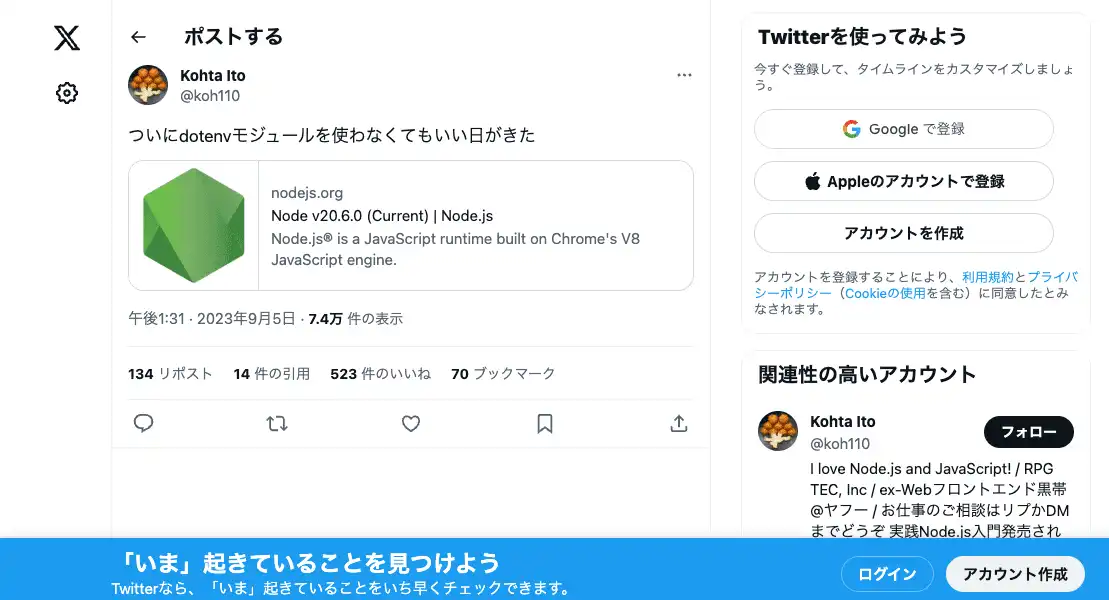 ポストする
Kohta Ito
@koh110
ついにdotenvモジュールを使わなくてもいい日がきた
nodejs.org
Node v20.6.0 (Current) | Node.js
Node.js® is a JavaScript runtime built on Chrome's V8
JavaScript engine.
午後1:31 · 2023年9月5日 · 7.4万 件の表示
134 リポスト 14 件の引用 523 件のいいね 70 ブックマーク
Twitterを使ってみよう
今すぐ登録して、タイムラインをカスタマイズしましょ
う。
Google で登録
Appleのアカウントで登録
アカウントを作成
アカウントを登録することにより、利用規約とプライバ
シーポリシー（Cookieの使用を含む）に同意したとみ
なされます。
関連性の高いアカウント
Kohta Ito
@koh110
フォロー
I love Node.js and JavaScript! / RPG
TEC, Inc / ex-Webフロントエンド黒帯
@ヤフー / お仕事のご相談はリプかDM
までどうぞ 実践Node.js入門発売され
「いま」起きていることを見つけよう
Twitterなら、「いま」起きていることをいち早くチェックできます。
ログイン
アカウント作成